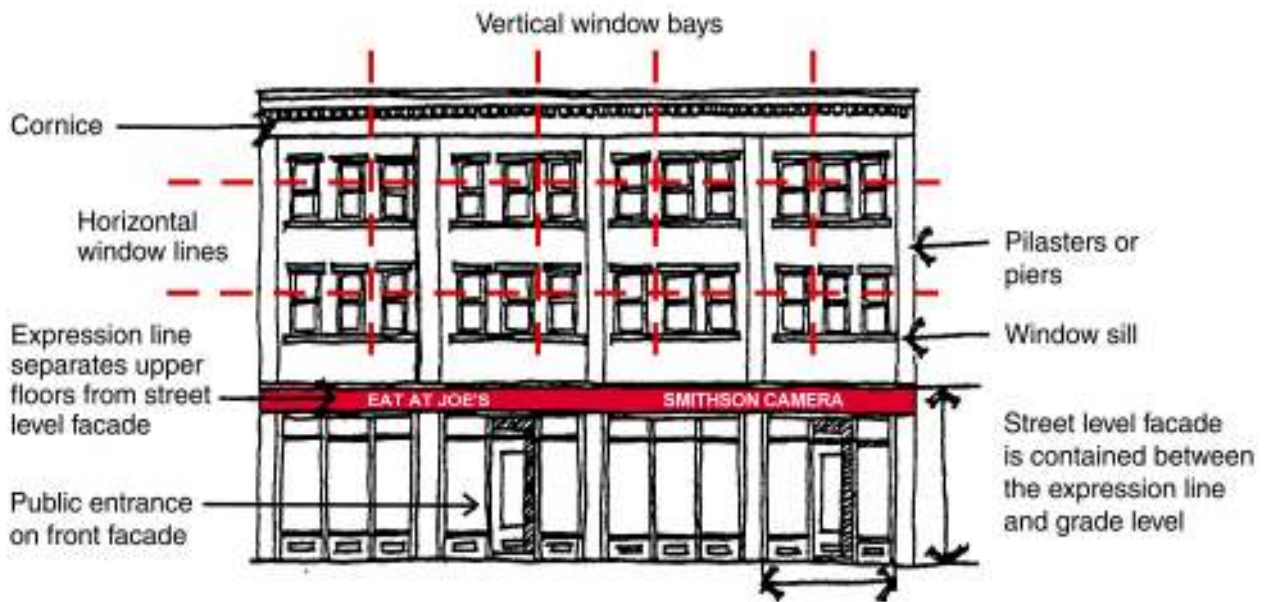 Vertical window bays
Cornice
Horizontal
window lines
Pilasters or
piers
Window sill
Expression line
separates upper
floors from street
level facade
EAT AT JOE'S
SMITHSON CAMERA
Street level facade
is contained between
the expression line
and grade level
Public entrance
on front facade